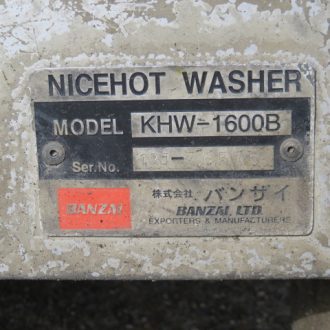 NICEHOT WASHER
MODEL KHW-1600B
Ser.No.
BANZAI
株式会社 バンザイ
BANZAI, LTD.
EXPORTERS & MANUFACTURERS